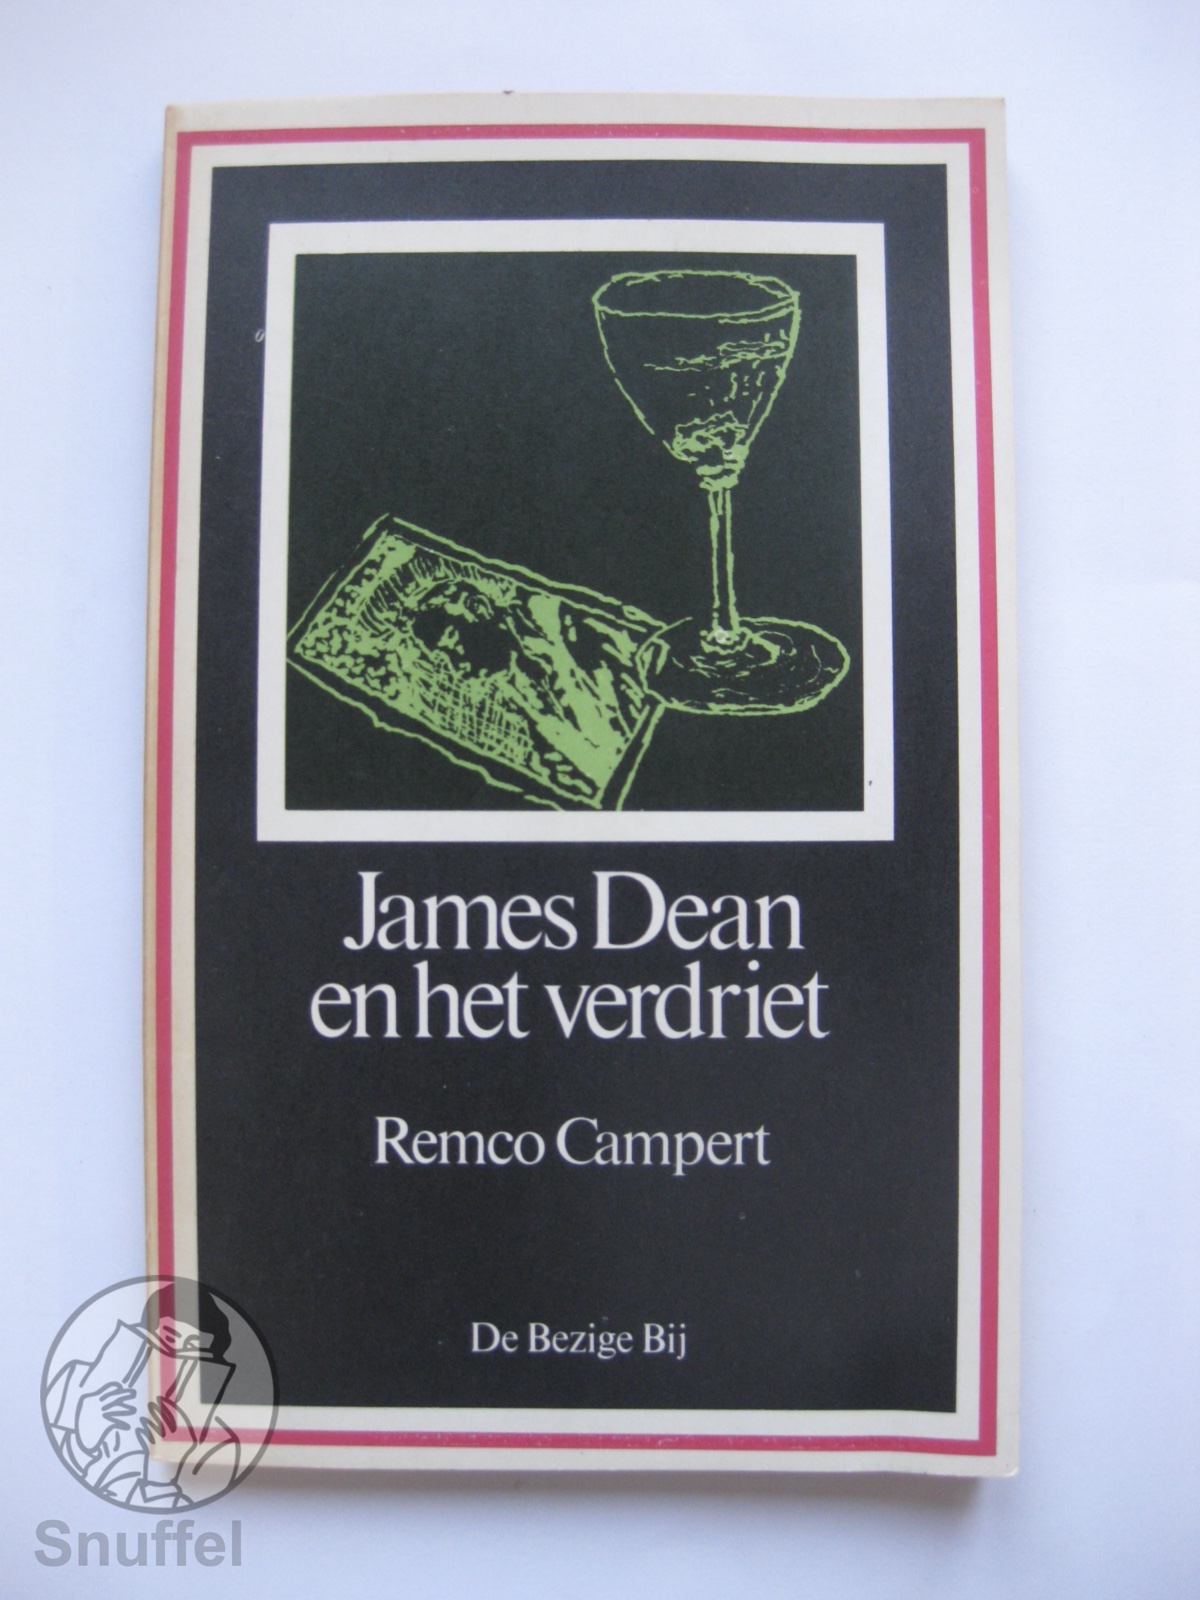 James Dean
en het verdriet
Remco Campert
De Bezige Bij
Snuffel